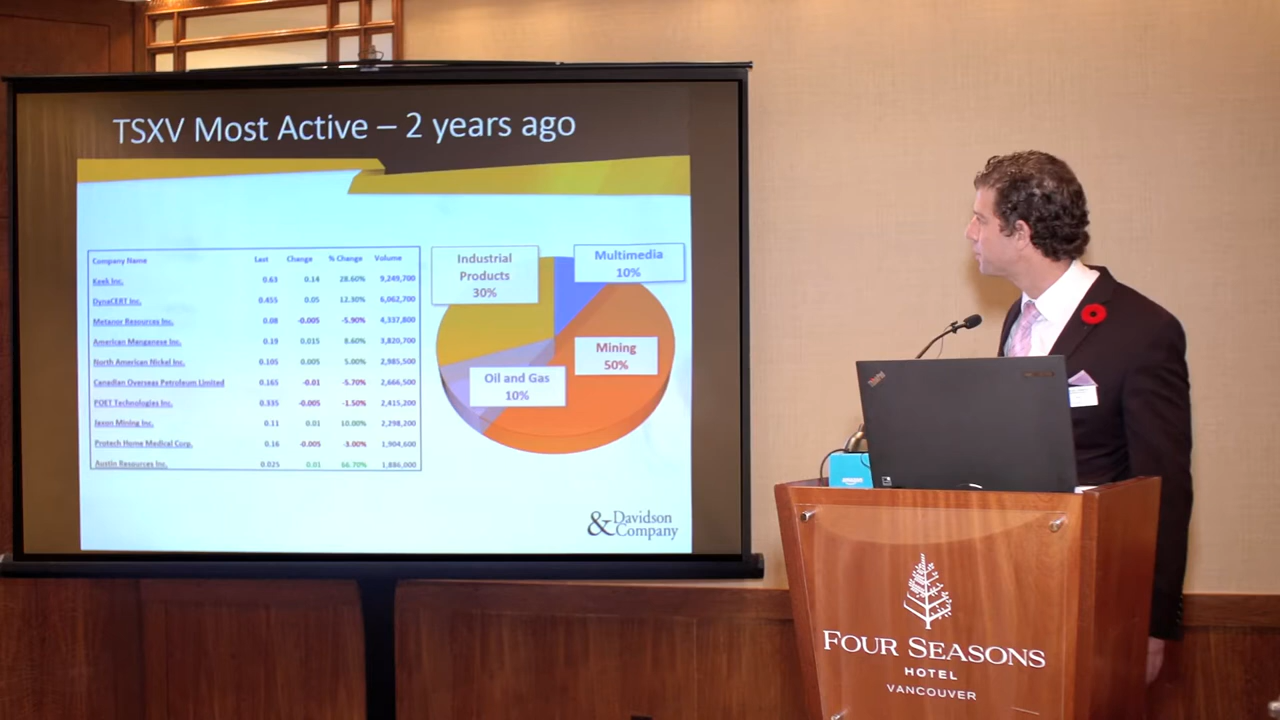 TSXV Most Active – 2 years ago
Company Name Last Change % Change Volume
Keek Inc. 0.63 0.14 28.60% 9,249,700
DynaCERT Inc. 0.455 0.05 12.30% 6,062,700
Metanor Resources Inc. 0.08 -0.005 -5.90% 4,337,800
American Manganese Inc. 0.19 0.015 8.60% 3,820,700
North American Nickel Inc. 0.105 0.005 5.00% 2,985,500
Canadian Overseas Petroleum Limited 0.165 -0.01 -5.70% 2,666,500
POET Technologies Inc. 0.335 -0.005 -1.50% 2,415,200
Jaxon Mining Inc. 0.11 0.01 10.00% 2,298,200
Protech Home Medical Corp. 0.16 -0.005 -3.00% 1,904,600
Austin Resources Inc. 0.025 0.01 66.70% 1,886,000
Industrial
Products
30%
Multimedia
10%
Mining
50%
Oil and Gas
10%
& Davidson
Company
ThinkPad
amazon
FOUR SEASONS
HOTEL
VANCOUVER